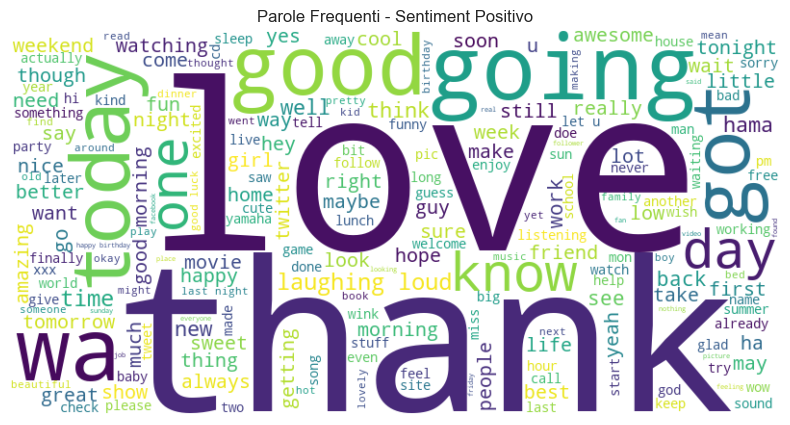 Parole Frequenti - Sentiment Positivo
read
cd
sleep
yes
away
cool
birthday
soon
u
awesome
house
mean
making
tonight
weekend
watching
actually
come
thought
good
going
wait
sorry
said
though
year
dinner
need
hi
kind
fun
excited
went
pretty
kid
well
think
still
really
little
bad
something
find
say
night
way
tell
funny
real
week
doe
let u
man
hama
party
around
today
one
live
hey
love
follower
waiting
got
nice
old
later
good morning
girl
saw
bit
follow
pic
make
sun
lot
never
pm
free
better
good luck
home
cute
right
long
enjoy
family
another
want
play
facebook
yamaha
twitter
maybe
guess
guy
work
school
low
wish
go
happy birthday
lunch
yet
fan
video
working
found
finally
okay
movie
game
welcome
sure
listening
friend
boy
day
amazing
xxx
world
place
happy
done
look
hope
music
mon
watch
bed
time
might
last night
laughing loud
looking
know
help
back
first
give
someone
sunday
book
big
see
take
name
summer
nothing
tomorrow
much
tweet
new
made
wink
morning
miss
thank
next
already
wa
everyone
sweet
stuff
even
people
life
yeah
glad
ha
job
thing
getting
song
hour
start
try
picture
may
beautiful
baby
always
feel
lovely
site
call
god
wow
feeling
great
show
hot
friday
best
keep
sound
check
please
two
last